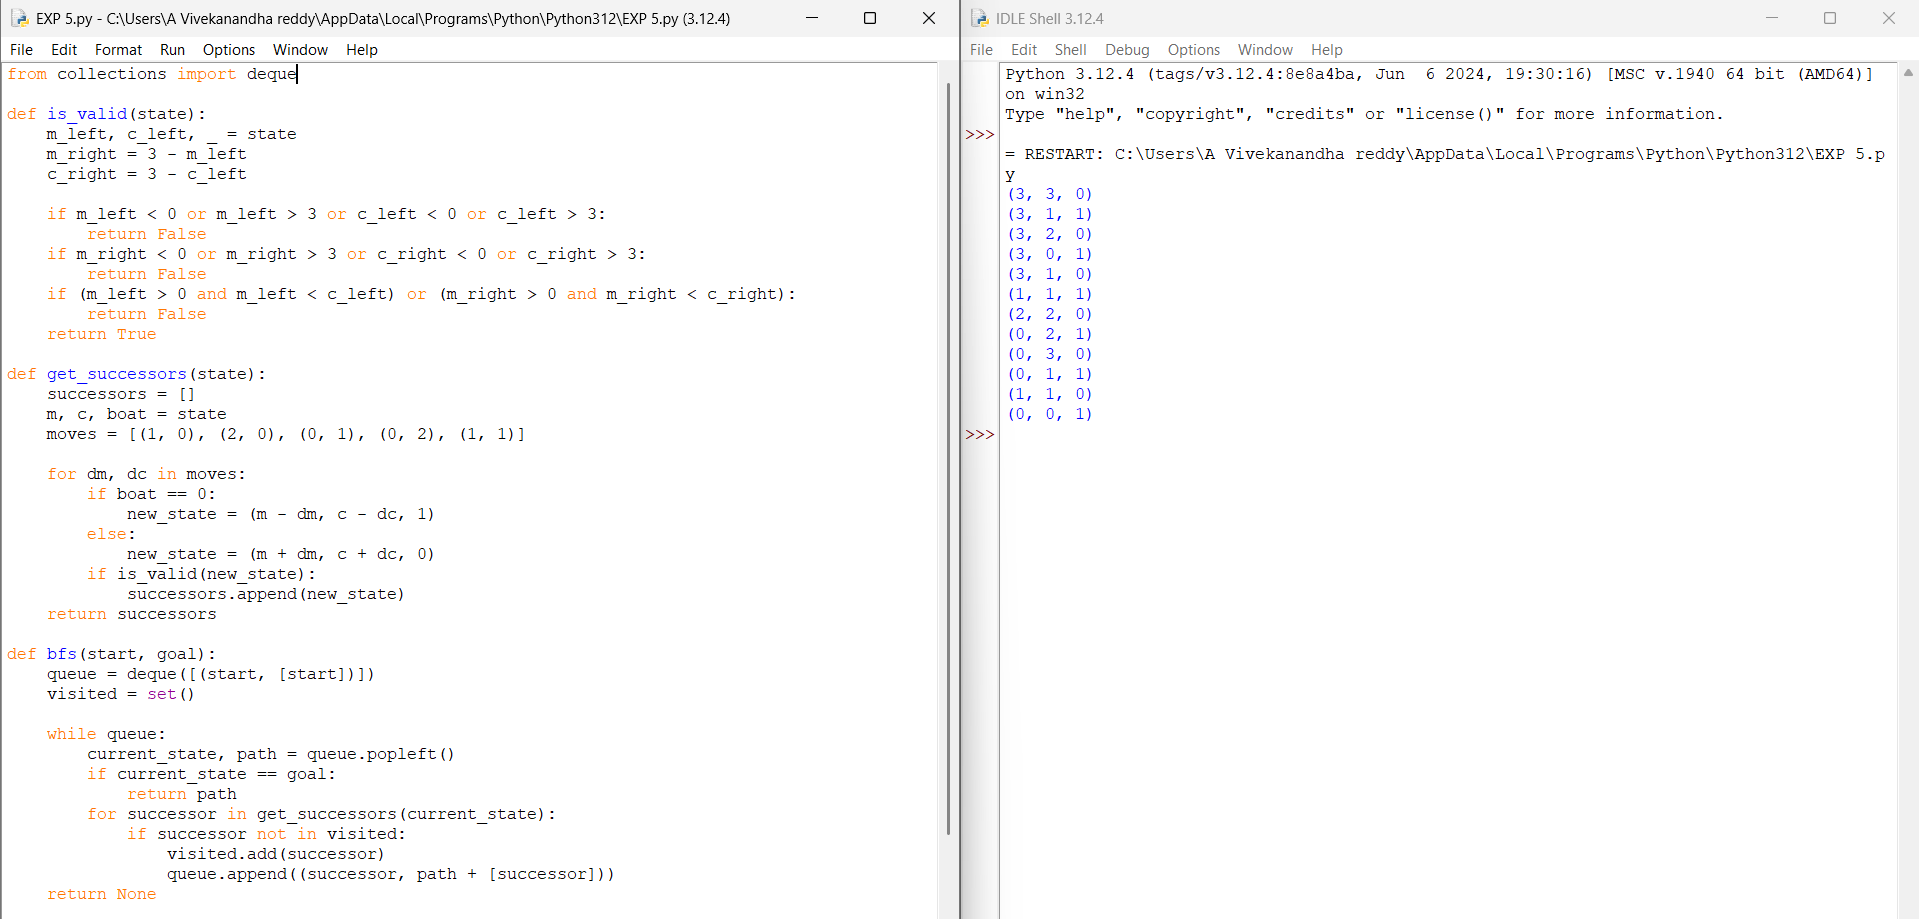 EXP 5.py - C:\Users\A Vivekanandha reddy\AppData\Local\Programs\Python\Python312\EXP 5.py (3.12.4)
File Edit Format Run Options Window Help
from collections import deque

def is_valid(state):
    m_left, c_left, _ = state
    m_right = 3 - m_left
    c_right = 3 - c_left

    if m_left < 0 or m_left > 3 or c_left < 0 or c_left > 3:
        return False
    if m_right < 0 or m_right > 3 or c_right < 0 or c_right > 3:
        return False
    if (m_left > 0 and m_left < c_left) or (m_right > 0 and m_right < c_right):
        return False
    return True

def get_successors(state):
    successors = []
    m, c, boat = state
    moves = [(1, 0), (2, 0), (0, 1), (0, 2), (1, 1)]

    for dm, dc in moves:
        if boat == 0:
            new_state = (m - dm, c - dc, 1)
        else:
            new_state = (m + dm, c + dc, 0)
        if is_valid(new_state):
            successors.append(new_state)
    return successors

def bfs(start, goal):
    queue = deque([(start, [start])])
    visited = set()

    while queue:
        current_state, path = queue.popleft()
        if current_state == goal:
            return path
        for successor in get_successors(current_state):
            if successor not in visited:
                visited.add(successor)
                queue.append((successor, path + [successor]))
    return None
IDLE Shell 3.12.4
File Edit Shell Debug Options Window Help
Python 3.12.4 (tags/v3.12.4:8e8a4ba, Jun  6 2024, 19:30:16) [MSC v.1940 64 bit (AMD64)]
on win32
Type "help", "copyright", "credits" or "license()" for more information.
>>>
= RESTART: C:\Users\A Vivekanandha reddy\AppData\Local\Programs\Python\Python312\EXP 5.p
y
(3, 3, 0)
(3, 1, 1)
(3, 2, 0)
(3, 0, 1)
(3, 1, 0)
(1, 1, 1)
(2, 2, 0)
(0, 2, 1)
(0, 3, 0)
(0, 1, 1)
(1, 1, 0)
(0, 0, 1)
>>>